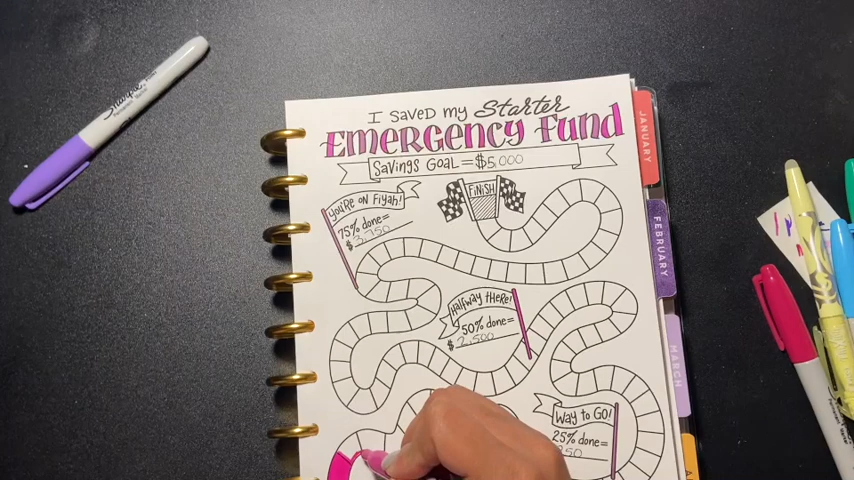 Sharpie
I SAVED my Starter
EMERGENCY Fund
SAVINGS GOAL = $5,000
FINISH
YOU'RE ON FIYAH!
75% done=
$3,750
HALFWAY THERE!
50% done=
$2,500
WAY TO GO!
25% done=
JANUARY
FEBRUARY
MARCH